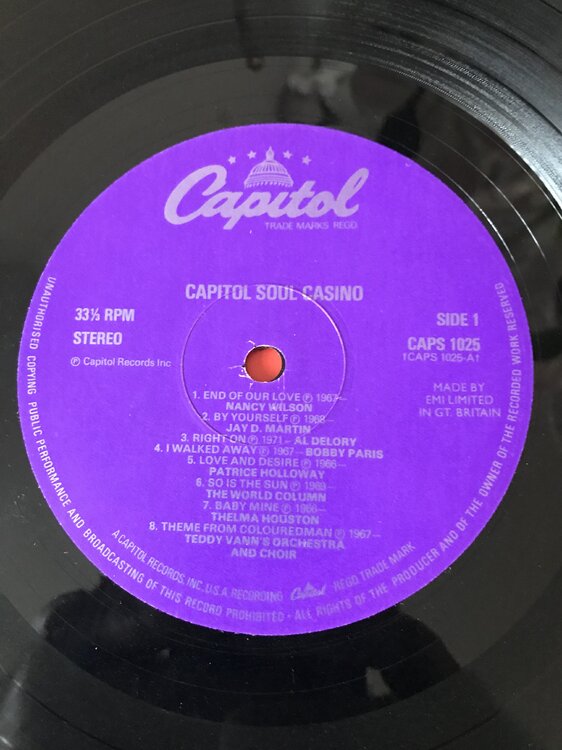 Capitol
TRADE MARKS REGD.
CAPITOL SOUL CASINO
33⅓ RPM
STEREO
SIDE 1
CAPS 1025
(CAPS 1025-A)
℗ Capitol Records Inc
MADE BY
EMI LIMITED
IN GT. BRITAIN
1. END OF OUR LOVE ℗ 1967—
NANCY WILSON
2. BY YOURSELF ℗ 1968—
JAY D. MARTIN
3. RIGHT ON ℗ 1971 – AL DELORY
4. I WALKED AWAY ℗ 1967— BOBBY PARIS
5. LOVE AND DESIRE ℗ 1966—
PATRICE HOLLOWAY
6. SO IS THE SUN ℗ 1969—
THE WORLD COLUMN
7. BABY MINE ℗ 1966—
THELMA HOUSTON
8. THEME FROM COLOUREDMAN ℗ 1967—
TEDDY VANN'S ORCHESTRA
AND CHOIR
A CAPITOL RECORDS, INC. U.S.A. RECORDING Capitol REGD. TRADE MARK
UNAUTHORISED COPYING PUBLIC PERFORMANCE AND BROADCASTING OF THIS RECORD PROHIBITED - ALL RIGHTS OF THE PRODUCER AND OF THE OWNER OF THE RECORDED WORK RESERVED